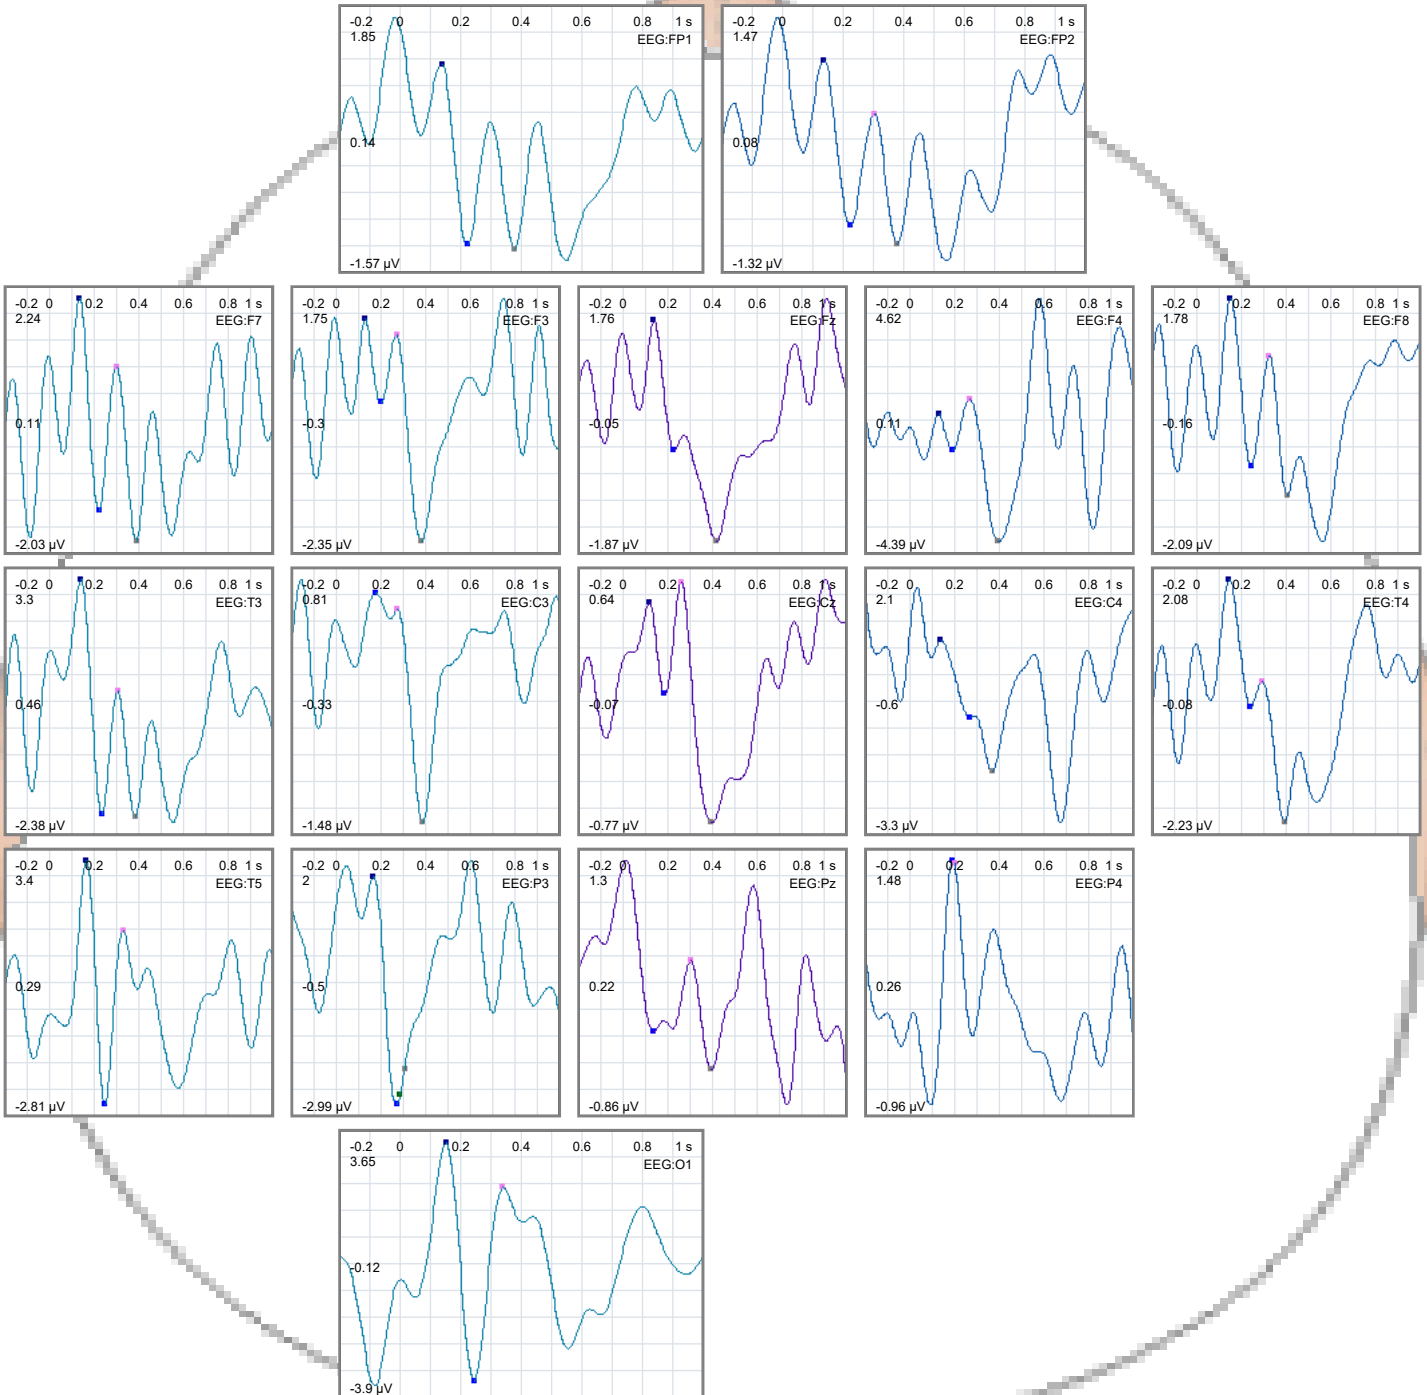 -0.2 0 0.2 0.4 0.6 0.8 1 s
1.85
EEG:FP1
0.14
-1.57 µV
-0.2 0 0.2 0.4 0.6 0.8 1 s
1.47
EEG:FP2
0.08
-1.32 µV
-0.2 0 0.2 0.4 0.6 0.8 1 s
2.24
EEG:F7
0.11
-2.03 µV
-0.2 0 0.2 0.4 0.6 0.8 1 s
1.75
EEG:F3
-0.3
-2.35 µV
-0.2 0 0.2 0.4 0.6 0.8 1 s
1.76
EEG:Fz
-0.05
-1.87 µV
-0.2 0 0.2 0.4 0.6 0.8 1 s
4.62
EEG:F4
0.11
-4.39 µV
-0.2 0 0.2 0.4 0.6 0.8 1 s
1.78
EEG:F8
-0.16
-2.09 µV
-0.2 0 0.2 0.4 0.6 0.8 1 s
3.3
EEG:T3
0.46
-2.38 µV
-0.2 0 0.2 0.4 0.6 0.8 1 s
0.81
EEG:C3
-0.33
-1.48 µV
-0.2 0 0.2 0.4 0.6 0.8 1 s
0.64
EEG:Cz
-0.07
-0.77 µV
-0.2 0 0.2 0.4 0.6 0.8 1 s
2.1
EEG:C4
-0.6
-3.3 µV
-0.2 0 0.2 0.4 0.6 0.8 1 s
2.08
EEG:T4
-0.08
-2.23 µV
-0.2 0 0.2 0.4 0.6 0.8 1 s
3.4
EEG:T5
0.29
-2.81 µV
-0.2 0 0.2 0.4 0.6 0.8 1 s
2
EEG:P3
-0.5
-2.99 µV
-0.2 0 0.2 0.4 0.6 0.8 1 s
1.3
EEG:Pz
0.22
-0.86 µV
-0.2 0 0.2 0.4 0.6 0.8 1 s
1.48
EEG:P4
0.26
-0.96 µV
-0.2 0 0.2 0.4 0.6 0.8 1 s
3.65
EEG:O1
-0.12
-3.9 µV